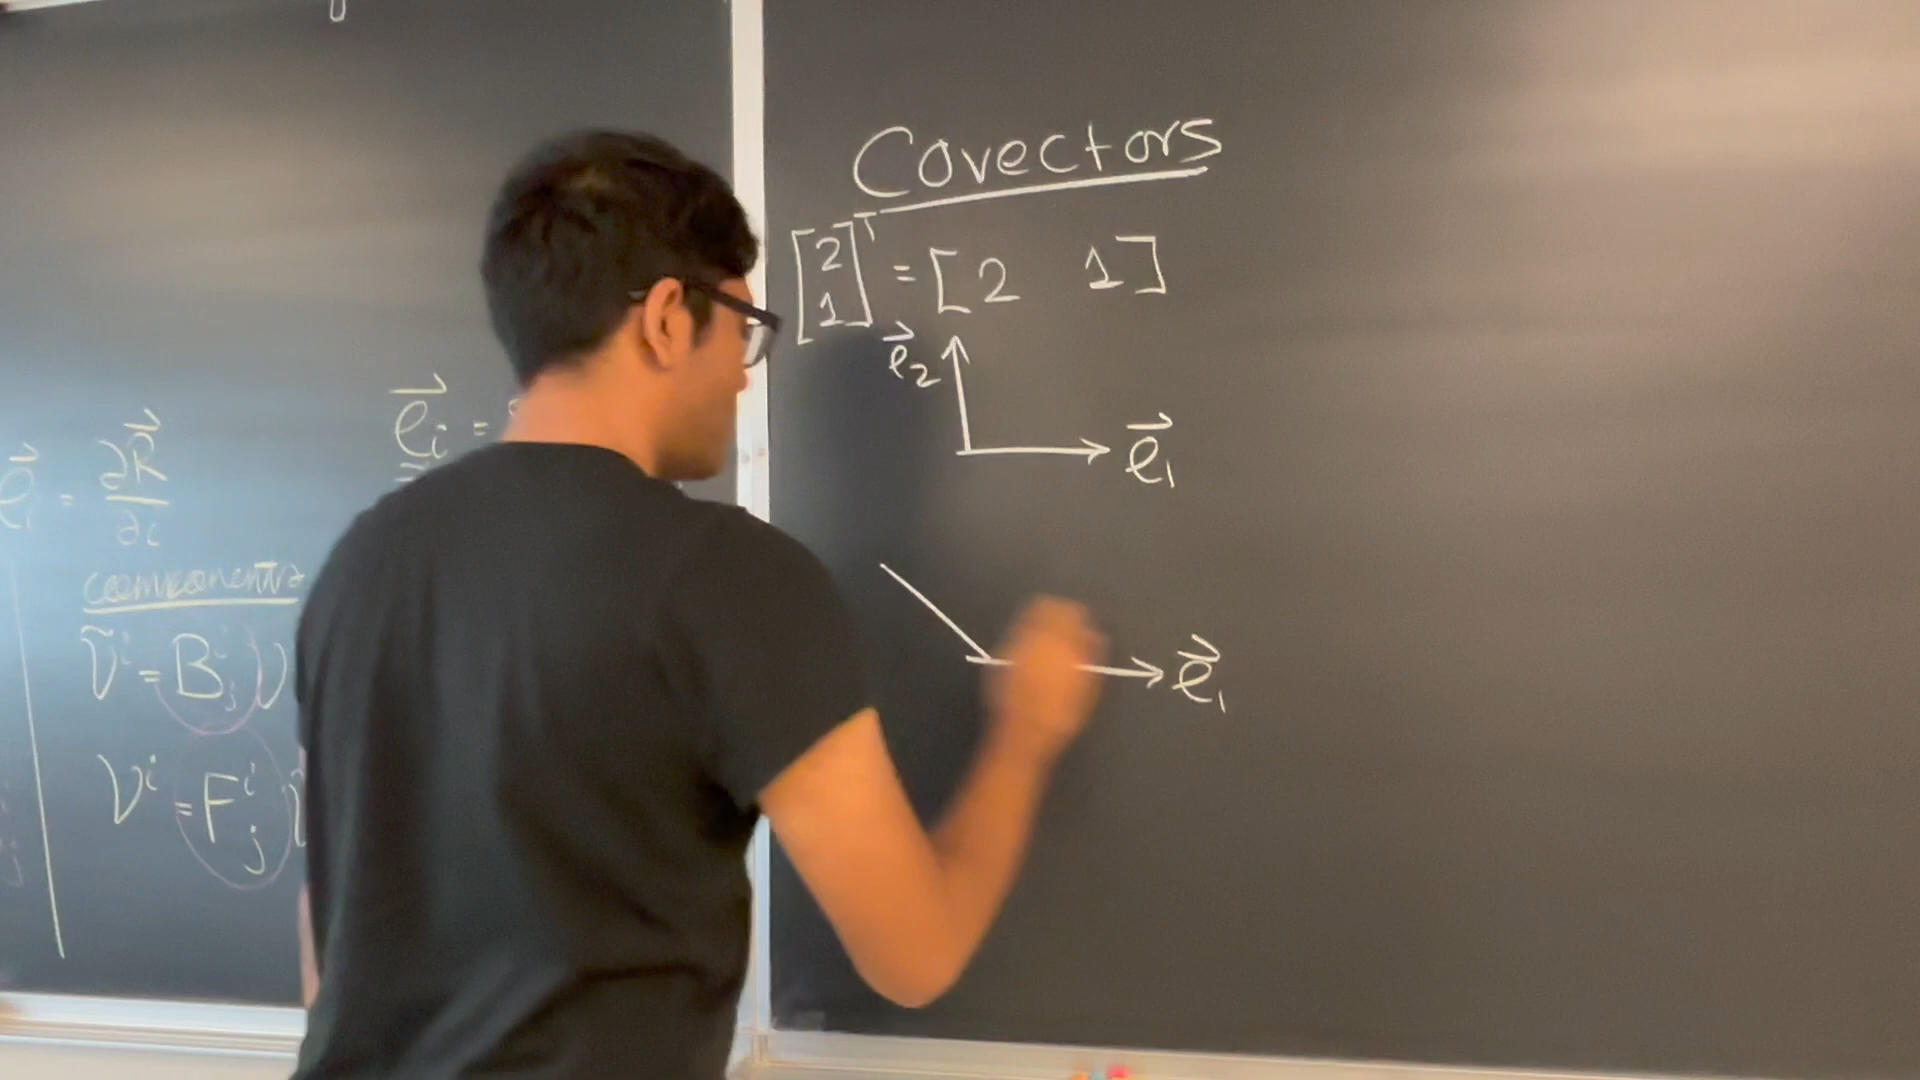 e⃗ᵢ = ∂R⃗/∂i
e⃗ᵢ =
components
ṽⁱ = Bⁱⱼ v
vⁱ = Fⁱⱼ
Covectors
[2 1]ᵀ = [2 1]
e⃗₂
e⃗₁
e⃗₁